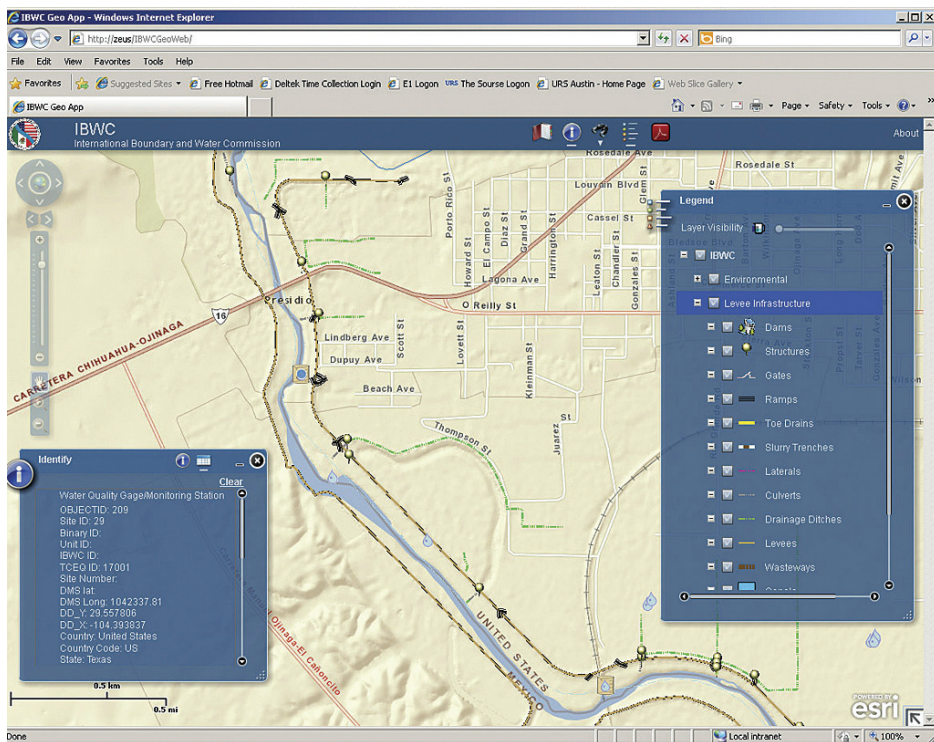 IBWC Geo App - Windows Internet Explorer
http://zeus/IBWCGeoWeb/
Bing
File Edit View Favorites Tools Help
Favorites Suggested Sites Free Hotmail Deltek Time Collection Login E1 Logon URS The Sourse Logon URS Austin - Home Page Web Slice Gallery
IBWC Geo App
Page Safety Tools
IBWC
International Boundary and Water Commission
About
Rosedale Ave
Rosedale St
Louvan Blvd
Glem St
Cassel St
Porto Rico St
Howard St
El Campo St
Diaz St
Grand St
Harrington St
Leaton St
Chandler St
Gonzales St
Lagona Ave
O Reilly St
Presidio
16
CARRETERA CHIHUAHUA-OJINAGA
Lindberg Ave
Scott St
Dupuy Ave
Lovett St
Kleinman St
Beach Ave
Thompson St
Juarez St
UNITED STATES
MEXICO
Legend
Layer Visibility
IBWC
Environmental
Levee Infrastructure
Dams
Structures
Gates
Ramps
Toe Drains
Slurry Trenches
Laterals
Culverts
Drainage Ditches
Levees
Wasteways
Canals
Identify
Clear
Water Quality Gage/Monitoring Station
OBJECTID: 209
Site ID: 29
Binary ID:
Unit ID:
IBWC ID:
TCEQ ID: 17001
Site Number:
DMS lat:
DMS Long: 1042337.81
DD_Y: 29.557806
DD_X: -104.393837
Country: United States
Country Code: US
State: Texas
0.5 km
0.5 mi
POWERED BY
esri
Done
Local intranet
100%